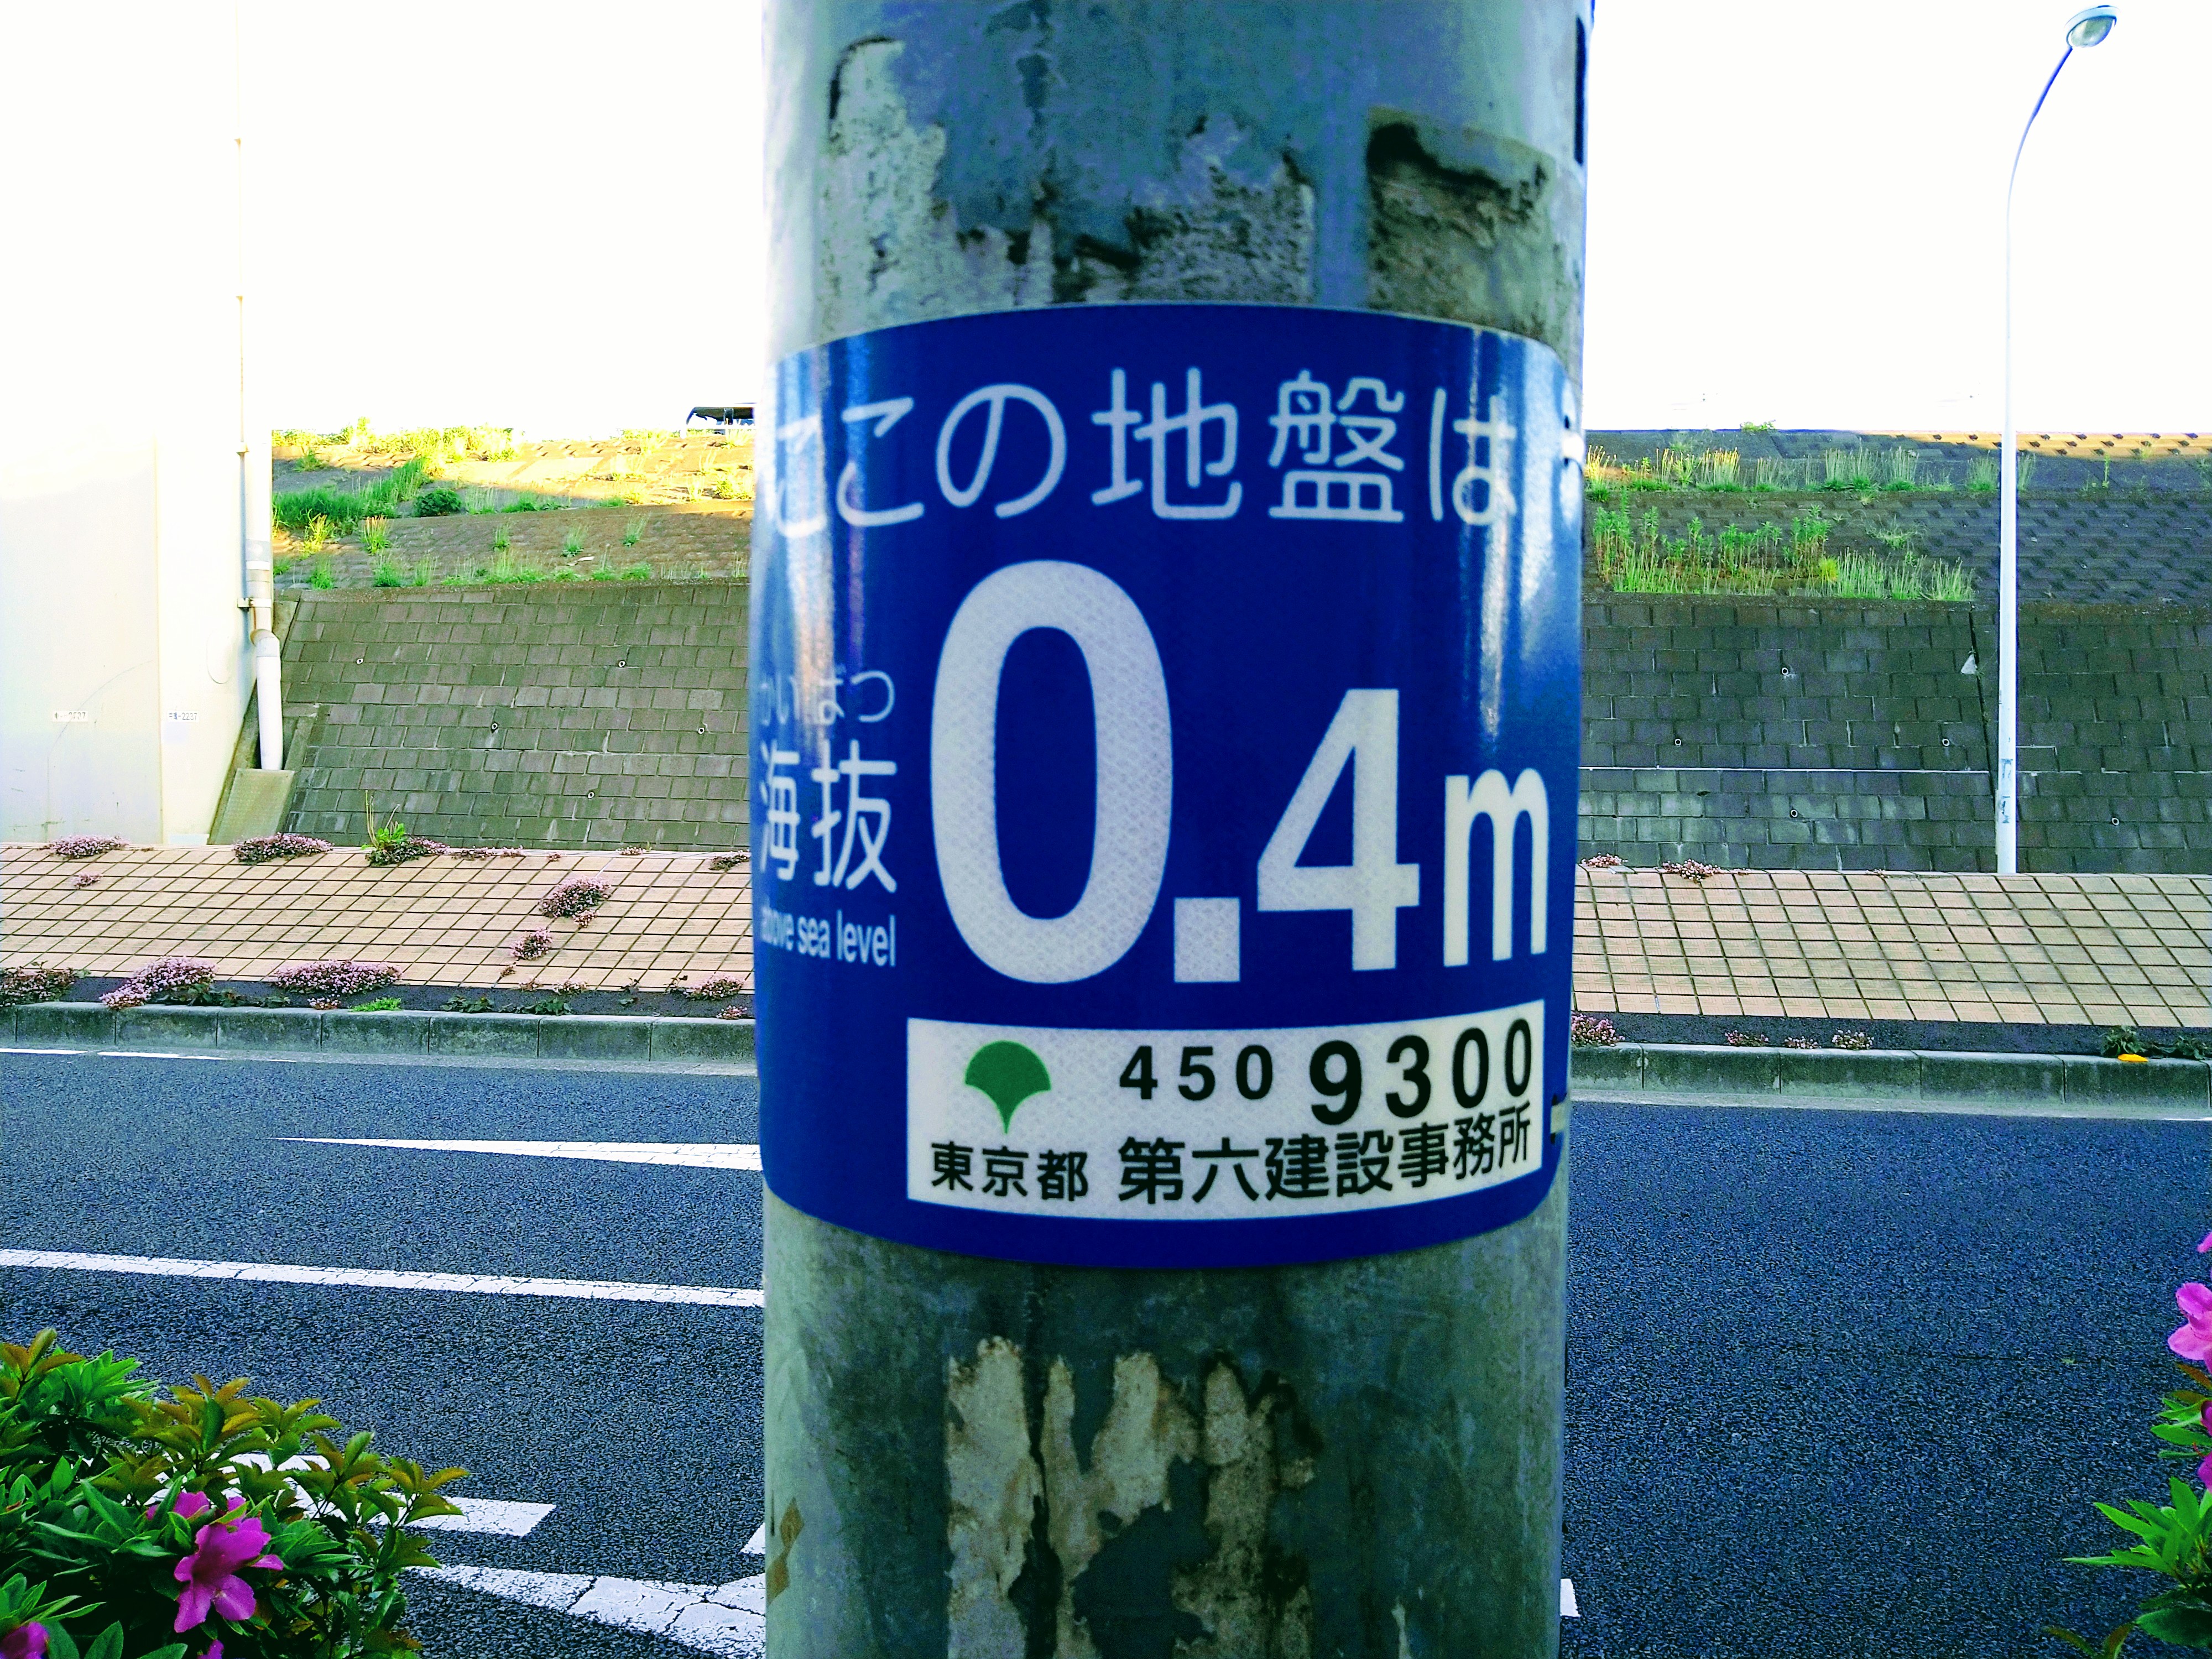 ここの地盤は
かいばつ
海抜
above sea level
0.4m
450 9300
東京都 第六建設事務所